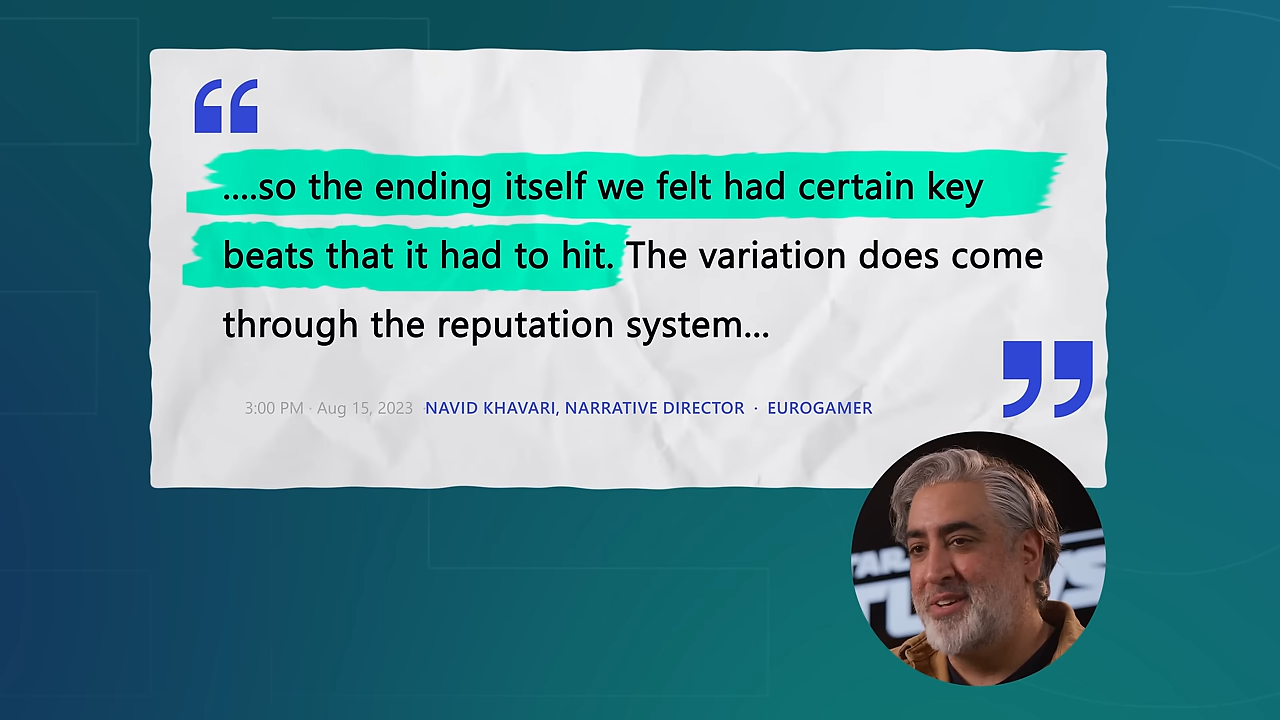 ....so the ending itself we felt had certain key
beats that it had to hit. The variation does come
through the reputation system...
3:00 PM · Aug 15, 2023 · NAVID KHAVARI, NARRATIVE DIRECTOR · EUROGAMER